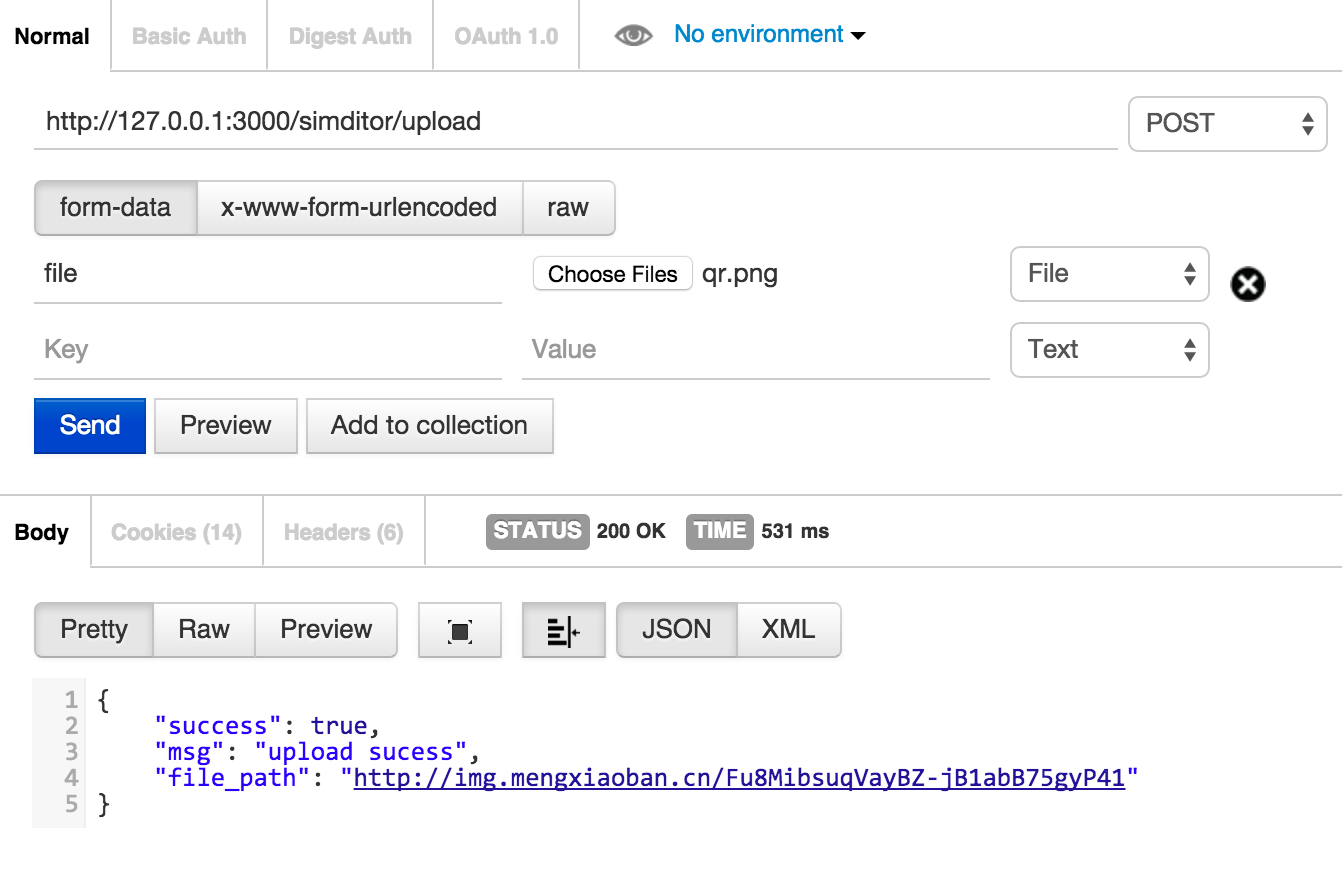 Normal Basic Auth Digest Auth OAuth 1.0 No environment
http://127.0.0.1:3000/simditor/upload POST
form-data x-www-form-urlencoded raw
file Choose Files qr.png File
Key Value Text
Send Preview Add to collection
Body Cookies (14) Headers (6) STATUS 200 OK TIME 531 ms
Pretty Raw Preview JSON XML
1 {
2 "success": true,
3 "msg": "upload sucess",
4 "file_path": "http://img.mengxiaoban.cn/Fu8MibsuqVayBZ-jB1abB75gyP41"
5 }